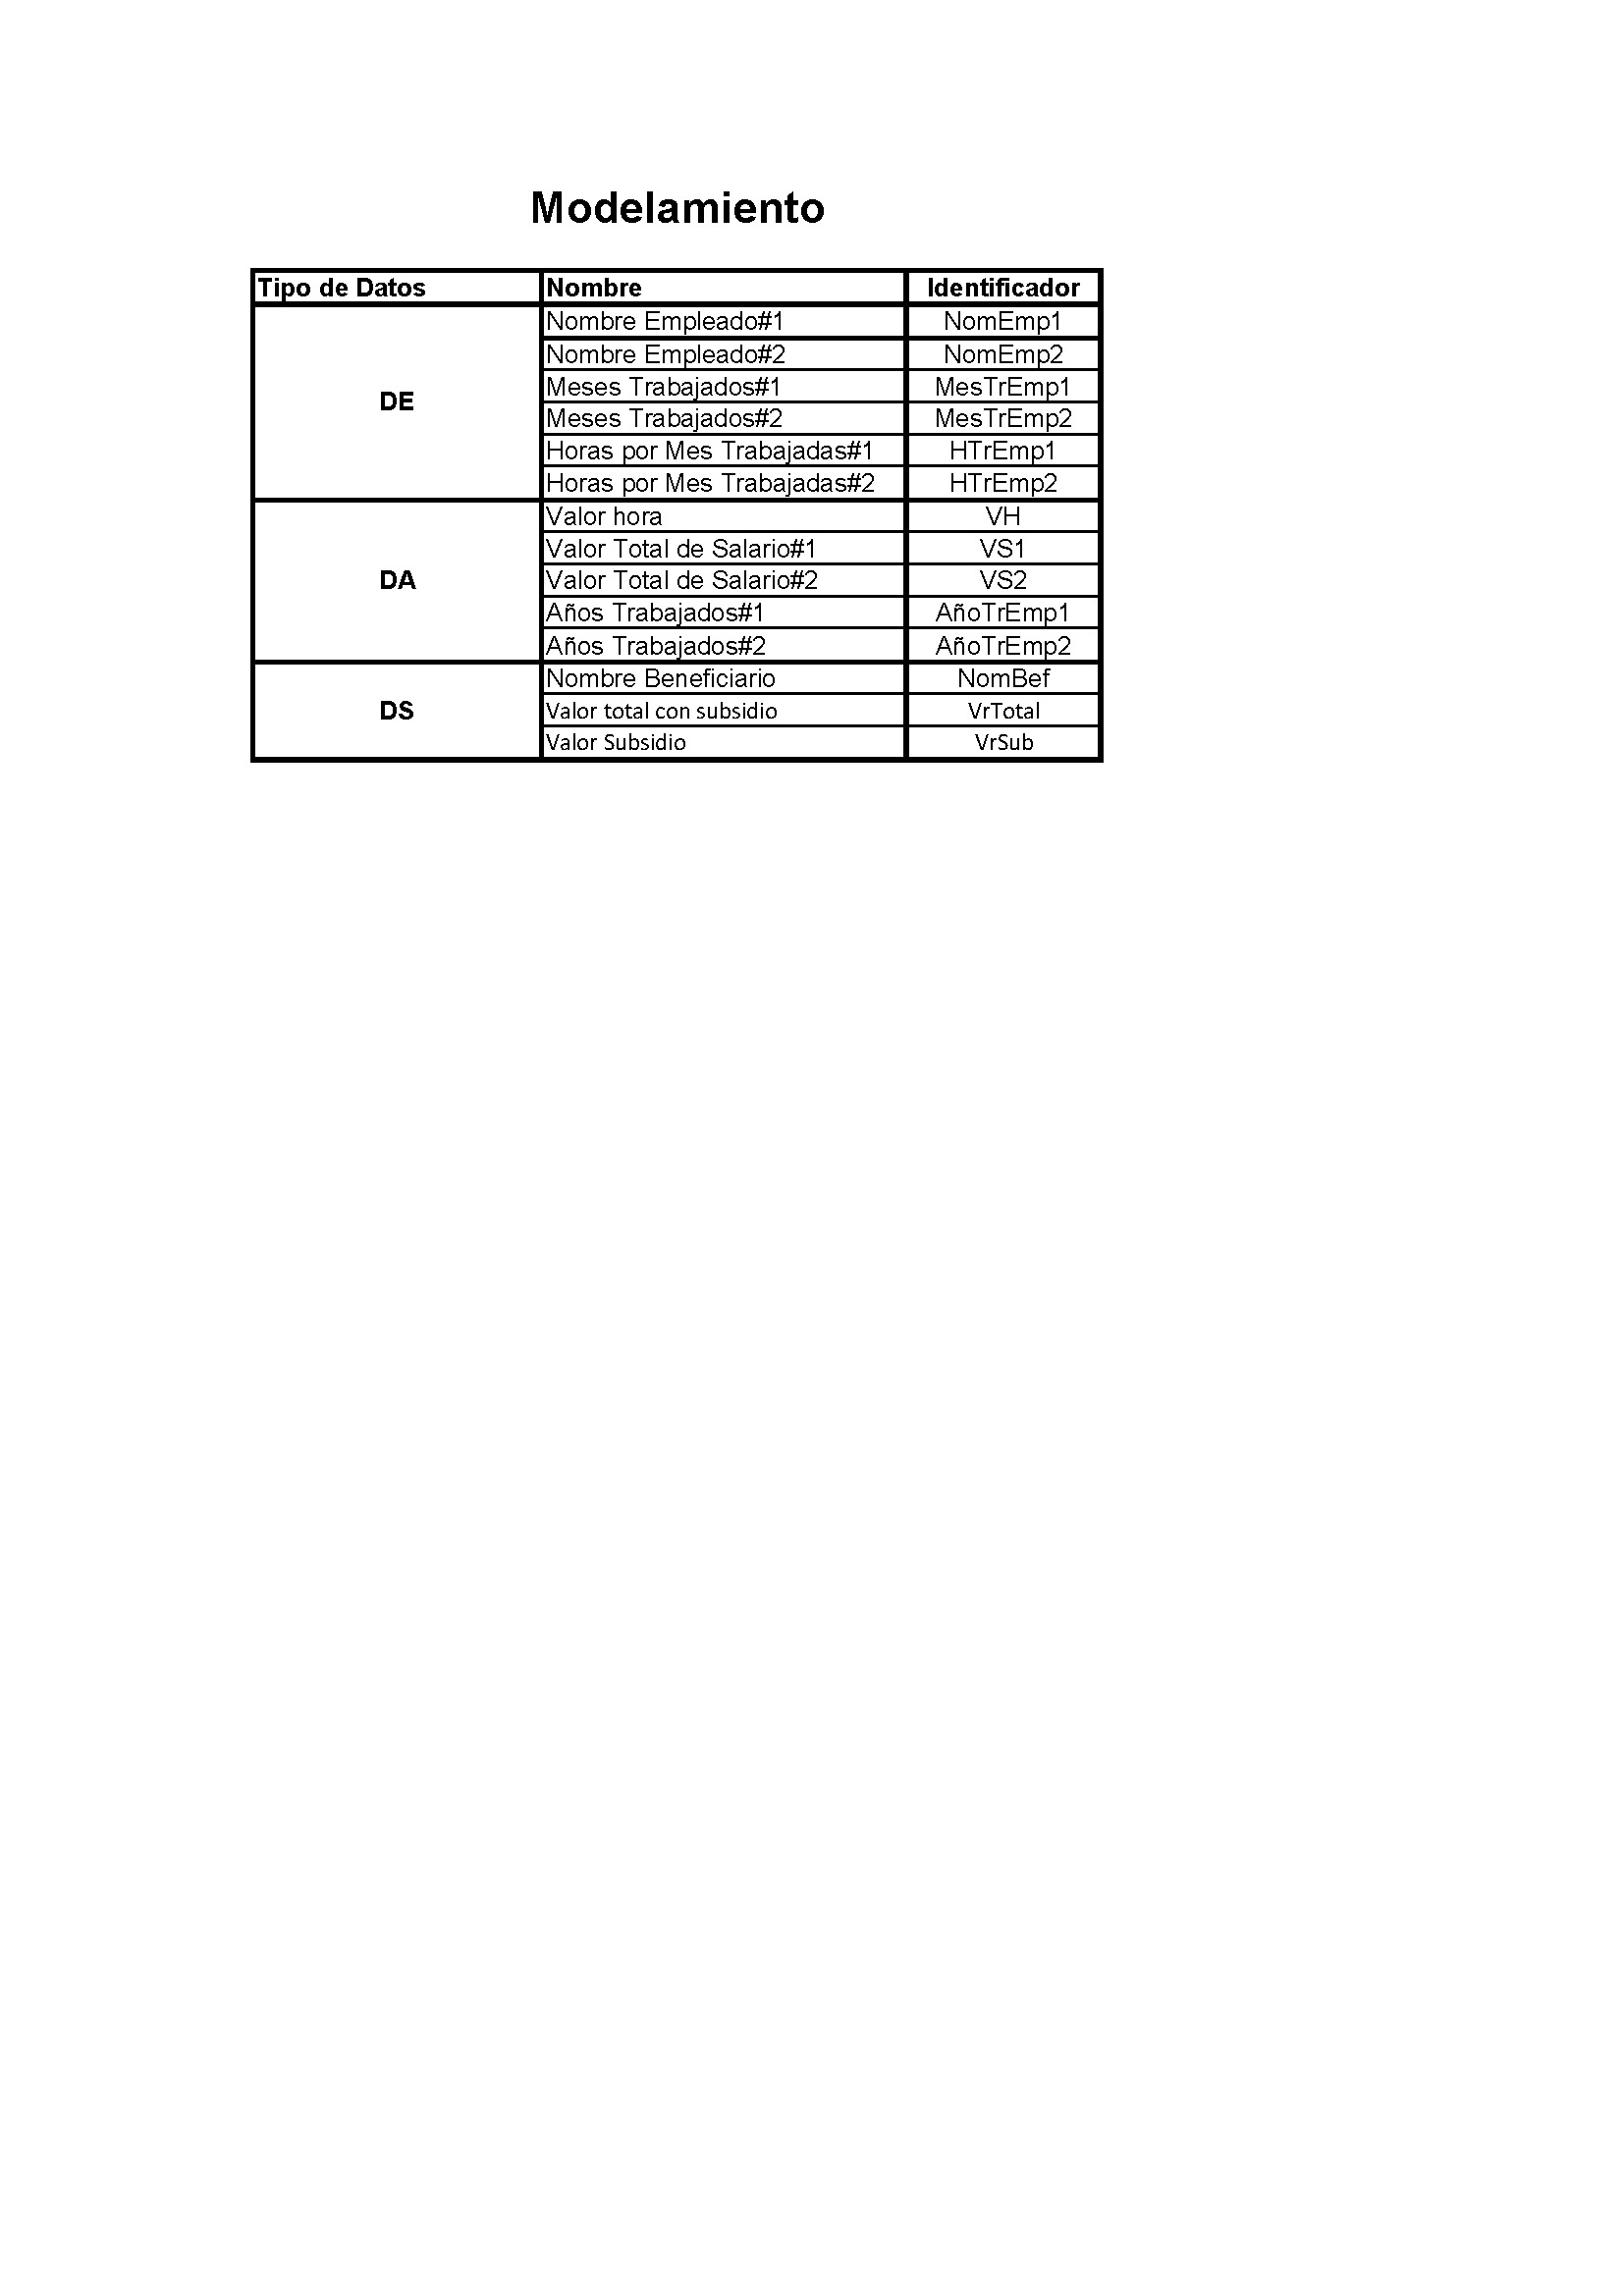 Modelamiento
Tipo de Datos Nombre Identificador
DE
Nombre Empleado#1 NomEmp1
Nombre Empleado#2 NomEmp2
Meses Trabajados#1 MesTrEmp1
Meses Trabajados#2 MesTrEmp2
Horas por Mes Trabajadas#1 HTrEmp1
Horas por Mes Trabajadas#2 HTrEmp2
DA
Valor hora VH
Valor Total de Salario#1 VS1
Valor Total de Salario#2 VS2
Años Trabajados#1 AñoTrEmp1
Años Trabajados#2 AñoTrEmp2
DS
Nombre Beneficiario NomBef
Valor total con subsidio VrTotal
Valor Subsidio VrSub